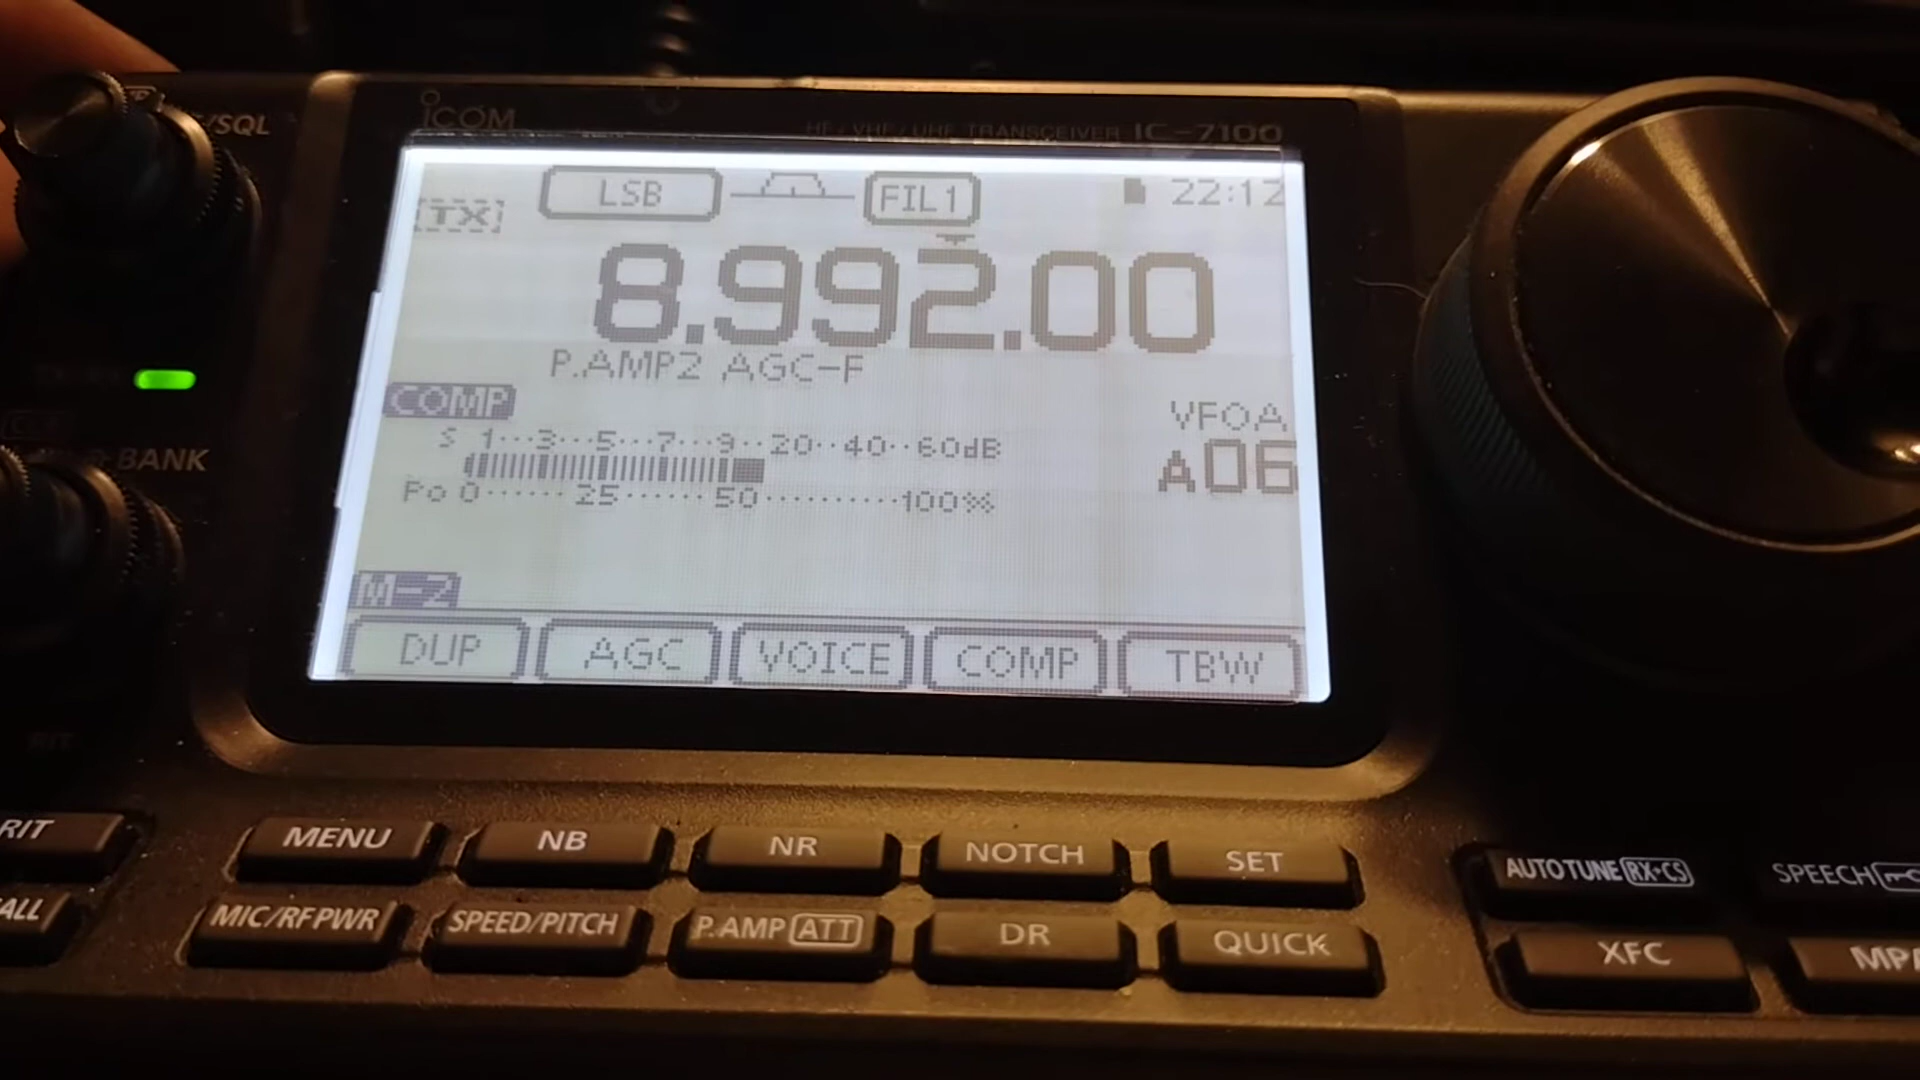 ICOM
HF/VHF/UHF TRANSCEIVER IC-7100
/SQL
TX
LSB
FIL1
22:12
8.992.00
P.AMP2 AGC-F
COMP
VFOA
S 1···3···5···7···9··20··40··60dB
A06
Po 0······25······50··········100%
BANK
M-2
DUP AGC VOICE COMP TBW
RIT
RIT MENU NB NR NOTCH SET AUTOTUNE RX•CS SPEECH
MIC/RF PWR SPEED/PITCH P.AMP ATT DR QUICK XFC